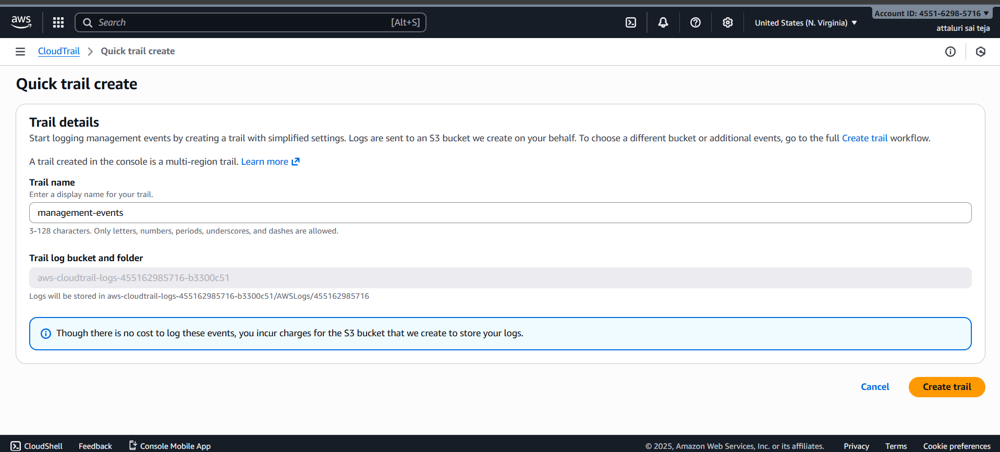 aws
Search [Alt+S]
United States (N. Virginia)
Account ID: 4551-6298-5716
attaluri sai teja
CloudTrail
Quick trail create
Quick trail create
Trail details
Start logging management events by creating a trail with simplified settings. Logs are sent to an S3 bucket we create on your behalf. To choose a different bucket or additional events, go to the full Create trail workflow.
A trail created in the console is a multi-region trail. Learn more
Trail name
Enter a display name for your trail.
management-events
3-128 characters. Only letters, numbers, periods, underscores, and dashes are allowed.
Trail log bucket and folder
aws-cloudtrail-logs-455162985716-b3300c51
Logs will be stored in aws-cloudtrail-logs-455162985716-b3300c51/AWSLogs/455162985716
Though there is no cost to log these events, you incur charges for the S3 bucket that we create to store your logs.
Cancel
Create trail
CloudShell
Feedback
Console Mobile App
© 2025, Amazon Web Services, Inc. or its affiliates.
Privacy
Terms
Cookie preferences